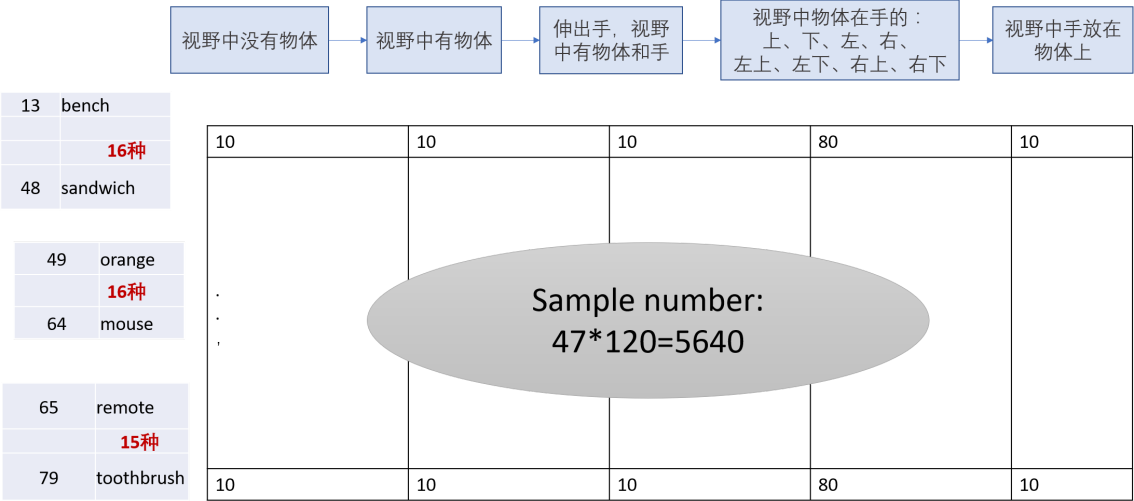 视野中没有物体
视野中有物体
伸出手，视野
中有物体和手
视野中物体在手的：
上、下、左、右、
左上、左下、右上、右下
视野中手放在
物体上
13 bench
16种
48 sandwich
49 orange
16种
64 mouse
65 remote
15种
79 toothbrush
10 10 10 80 10
Sample number:
47*120=5640
10 10 10 80 10